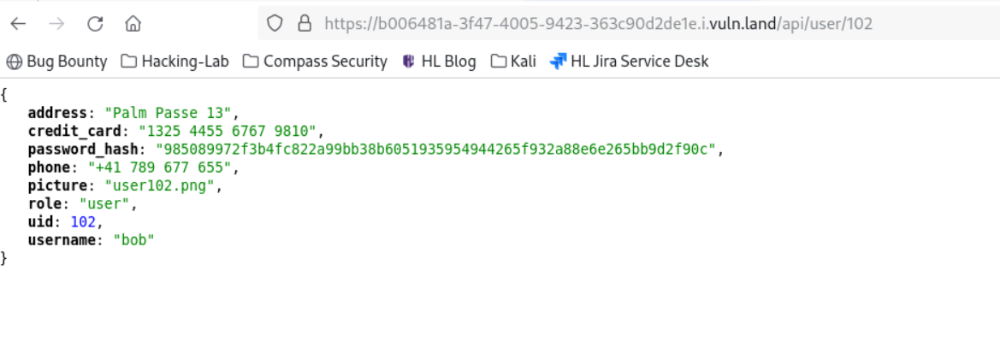 https://b006481a-3f47-4005-9423-363c90d2de1e.i.vuln.land/api/user/102
Bug Bounty Hacking-Lab Compass Security HL Blog Kali HL Jira Service Desk
{
address: "Palm Passe 13",
credit_card: "1325 4455 6767 9810",
password_hash: "985089972f3b4fc822a99bb38b6051935954944265f932a88e6e265bb9d2f90c",
phone: "+41 789 677 655",
picture: "user102.png",
role: "user",
uid: 102,
username: "bob"
}